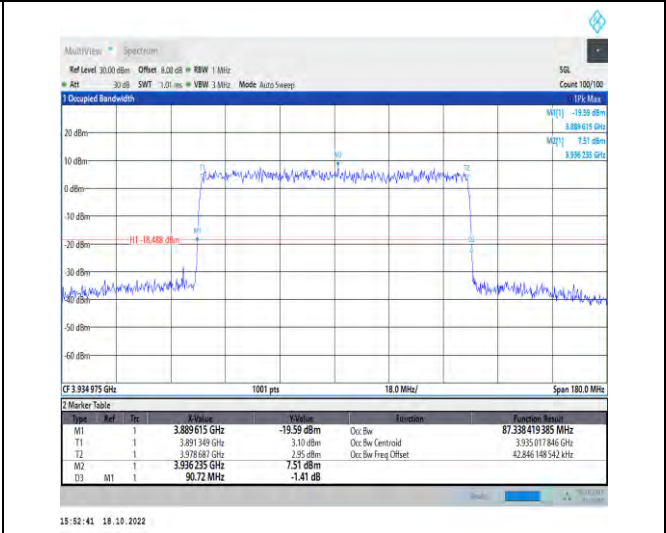 MultiView Spectrum
Ref Level 30.00 dBm Offset 8.00 dB RBW 1 MHz SGL
Att 30 dB SWT 1.01 ms VBW 3 MHz Mode Auto Sweep Count 100/100
1 Occupied Bandwidth 1Pk Max
M1[1] -19.59 dBm
3.889 615 GHz
M2[1] 7.51 dBm
3.936 235 GHz
20 dBm
M2
T1 T2
10 dBm
0 dBm
-10 dBm
M1
H1 -18.488 dBm
D3
-20 dBm
-30 dBm
-40 dBm
-50 dBm
-60 dBm
CF 3.934 975 GHz 1001 pts 18.0 MHz/ Span 180.0 MHz
2 Marker Table
Type Ref Trc X-Value Y-Value Function Function Result
M1 1 3.889 615 GHz -19.59 dBm Occ Bw 87.338 419 385 MHz
T1 1 3.891 349 GHz 3.10 dBm Occ Bw Centroid 3.935 017 846 GHz
T2 1 3.978 687 GHz 2.95 dBm Occ Bw Freq Offset 42.846 148 542 kHz
M2 1 3.936 235 GHz 7.51 dBm
D3 M1 1 90.72 MHz -1.41 dB
15:52:41 18.10.2022